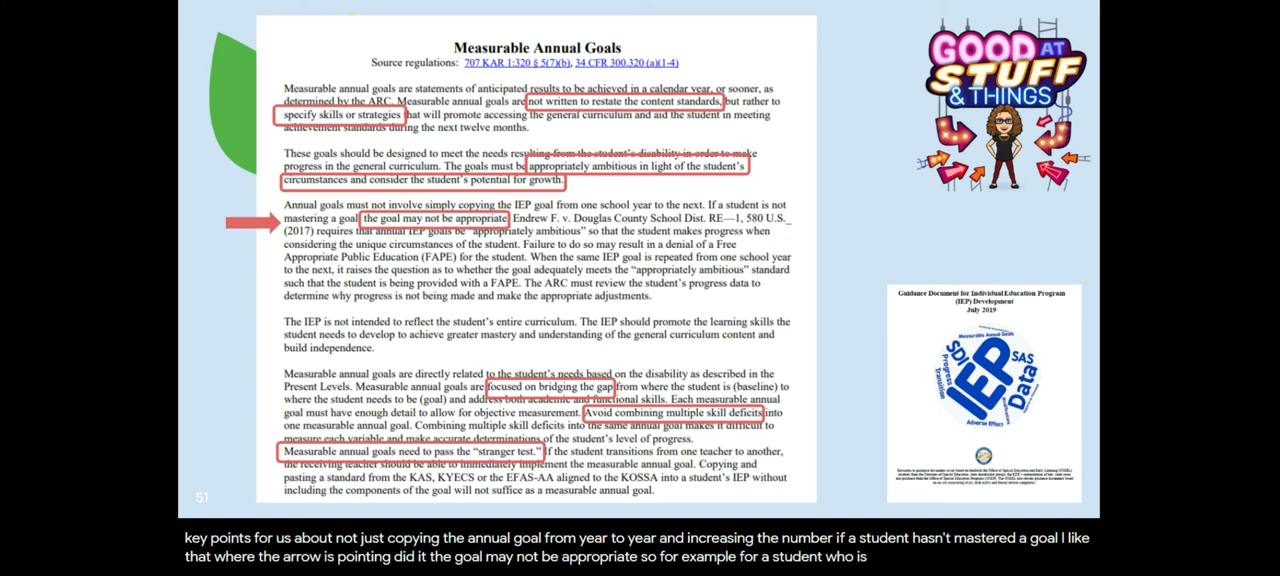 Measurable Annual Goals
Source regulations: 707 KAR 1:320 § 5(7)(b), 34 CFR 300.320 (a)(1-4)
Measurable annual goals are statements of anticipated results to be achieved in a calendar year, or sooner, as
determined by the ARC. Measurable annual goals are not written to restate the content standards, but rather to
specify skills or strategies that will promote accessing the general curriculum and aid the student in meeting
achievement standards during the next twelve months.
These goals should be designed to meet the needs resulting from the student's disability in order to make
progress in the general curriculum. The goals must be appropriately ambitious in light of the student's
circumstances and consider the student's potential for growth.
Annual goals must not involve simply copying the IEP goal from one school year to the next. If a student is not
mastering a goal, the goal may not be appropriate. Endrew F. v. Douglas County School Dist. RE—1, 580 U.S._
(2017) requires that annual IEP goals be "appropriately ambitious" so that the student makes progress when
considering the unique circumstances of the student. Failure to do so may result in a denial of a Free
Appropriate Public Education (FAPE) for the student. When the same IEP goal is repeated from one school year
to the next, it raises the question as to whether the goal adequately meets the "appropriately ambitious" standard
such that the student is being provided with a FAPE. The ARC must review the student's progress data to
determine why progress is not being made and make the appropriate adjustments.
The IEP is not intended to reflect the student's entire curriculum. The IEP should promote the learning skills the
student needs to develop to achieve greater mastery and understanding of the general curriculum content and
build independence.
Measurable annual goals are directly related to the student's needs based on the disability as described in the
Present Levels. Measurable annual goals are focused on bridging the gap from where the student is (baseline) to
where the student needs to be (goal) and address both academic and functional skills. Each measurable annual
goal must have enough detail to allow for objective measurement. Avoid combining multiple skill deficits into
one measurable annual goal. Combining multiple skill deficits into the same annual goal makes it difficult to
measure each variable and make accurate determinations of the student's level of progress.
Measurable annual goals need to pass the "stranger test." If the student transitions from one teacher to another,
the receiving teacher should be able to immediately implement the measurable annual goal. Copying and
pasting a standard from the KAS, KYECS or the EFAS-AA aligned to the KOSSA into a student's IEP without
including the components of the goal will not suffice as a measurable annual goal.
51
GOOD AT
STUFF
& THINGS
Guidance Document for Individual Education Program
(IEP) Development
July 2019
Measurable Annual Goals
SDI
IEP
SAS
Data
Progress
Transition
Adverse Effect
key points for us about not just copying the annual goal from year to year and increasing the number if a student hasn't mastered a goal I like
that where the arrow is pointing did it the goal may not be appropriate so for example for a student who is